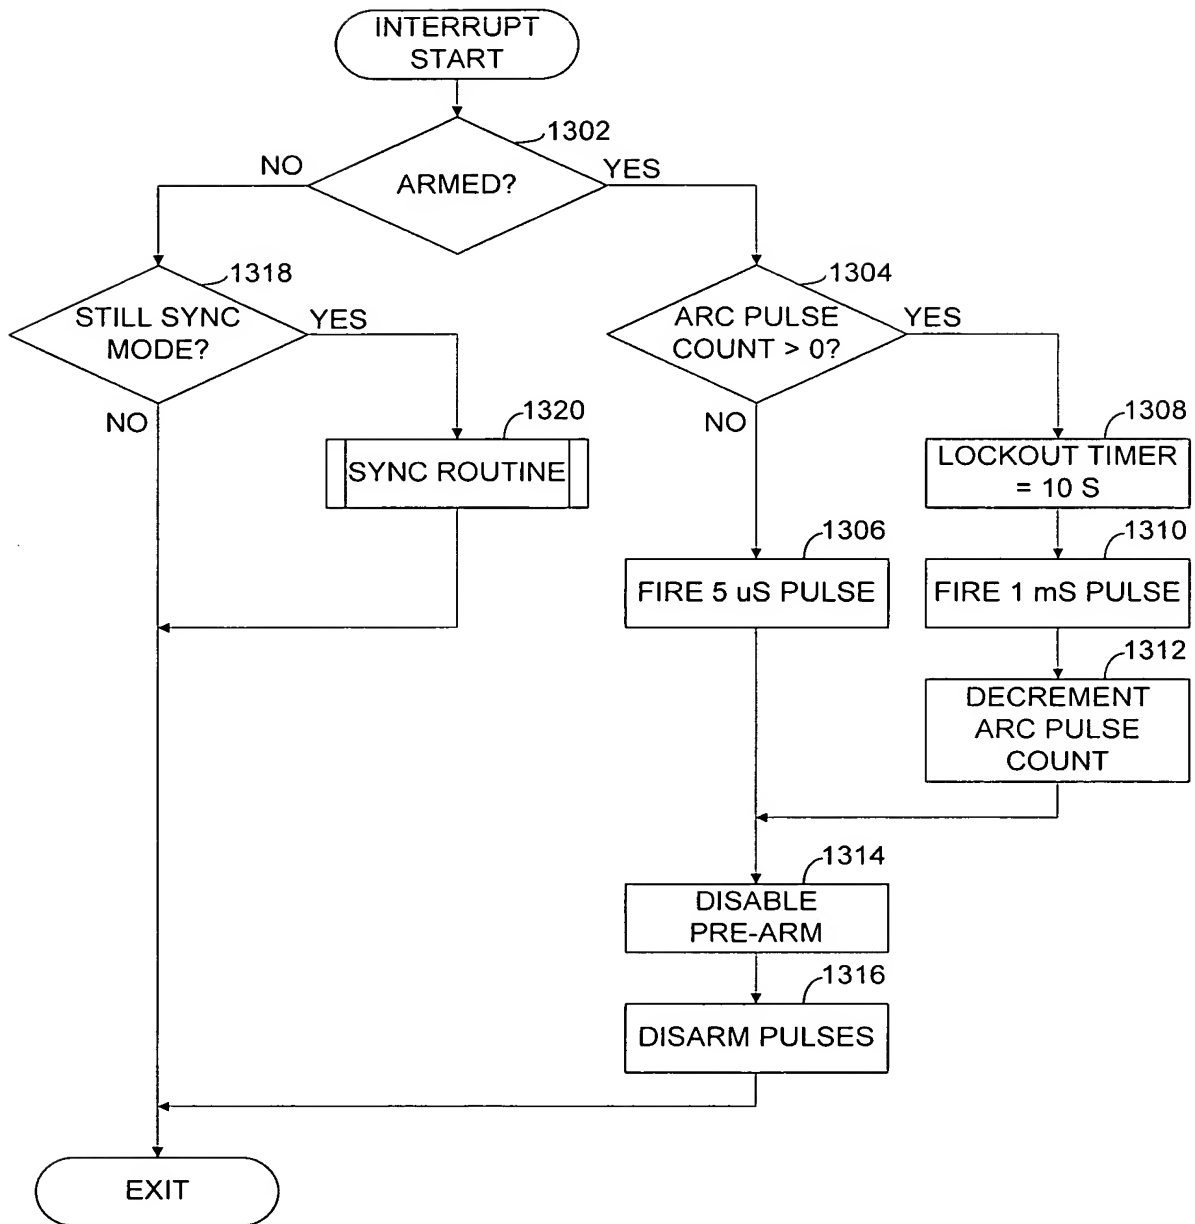 INTERRUPT
START
1302
NO
YES
ARMED?
1318
1304
STILL SYNC
MODE?
YES
ARC PULSE
COUNT > 0?
YES
NO
1320
NO
1308
SYNC ROUTINE
LOCKOUT TIMER
= 10 S
1306
1310
FIRE 5 uS PULSE
FIRE 1 mS PULSE
1312
DECREMENT
ARC PULSE
COUNT
1314
DISABLE
PRE-ARM
1316
DISARM PULSES
EXIT